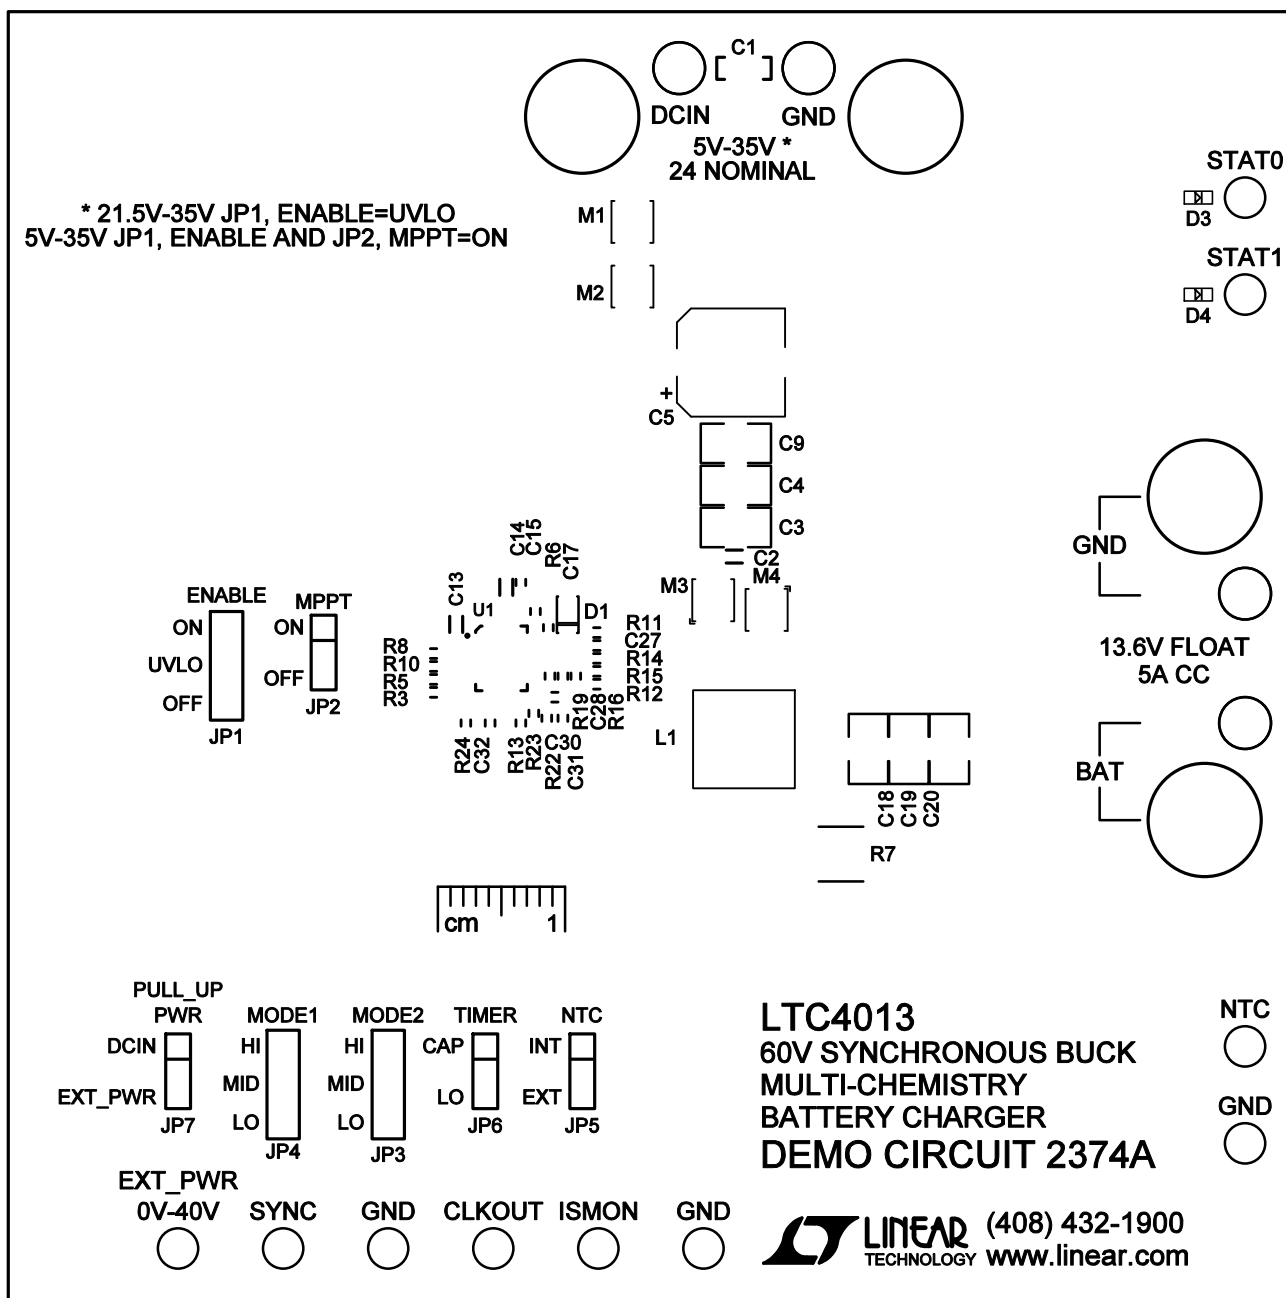 C1
DCIN
GND
5V-35V *
24 NOMINAL
STAT0
D3
STAT1
D4
* 21.5V-35V JP1, ENABLE=UVLO
5V-35V JP1, ENABLE AND JP2, MPPT=ON
M1
M2
+
C5
C9
C4
C3
C2
M4
M3
GND
13.6V FLOAT
5A CC
BAT
C14
C15
R6
C17
C13
U1
D1
ENABLE
ON
UVLO
OFF
JP1
MPPT
ON
OFF
JP2
R8
R10
R5
R3
R11
C27
R14
R15
R12
R19
C28
R16
R24
C32
R13
R23
C30
R22
C31
L1
C18
C19
C20
R7
cm 1
PULL_UP
PWR
DCIN
EXT_PWR
JP7
MODE1
HI
MID
LO
JP4
MODE2
HI
MID
LO
JP3
TIMER
CAP
LO
JP6
NTC
INT
EXT
JP5
LTC4013
60V SYNCHRONOUS BUCK
MULTI-CHEMISTRY
BATTERY CHARGER
DEMO CIRCUIT 2374A
NTC
GND
EXT_PWR
0V-40V
SYNC
GND
CLKOUT
ISMON
GND
LINEAR
TECHNOLOGY
(408) 432-1900
www.linear.com